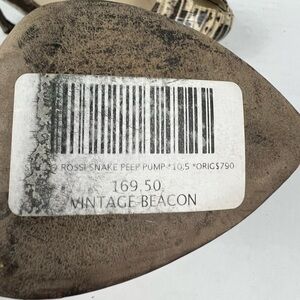 ROSSI SNAKE PEEP PUMP *10.5 *ORIG$790
169.50
VINTAGE BEACON